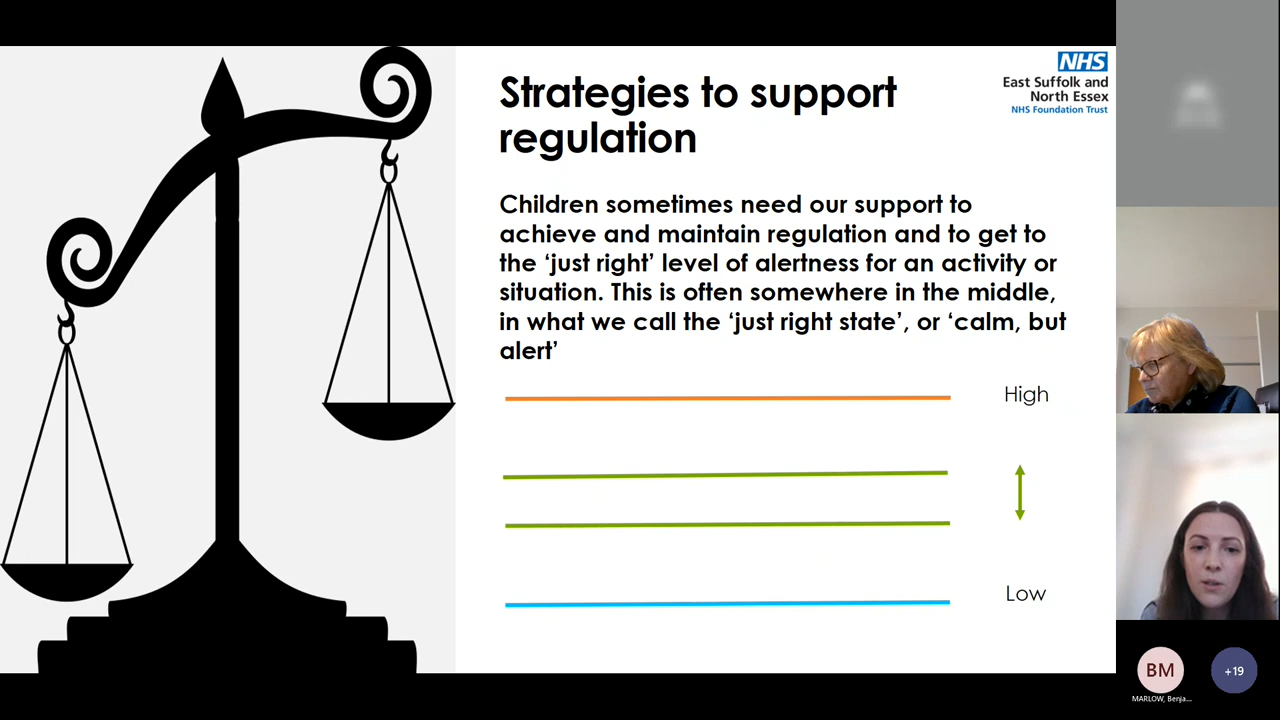 Strategies to support
regulation
NHS
East Suffolk and
North Essex
NHS Foundation Trust
Children sometimes need our support to
achieve and maintain regulation and to get to
the ‘just right’ level of alertness for an activity or
situation. This is often somewhere in the middle,
in what we call the ‘just right state’, or ‘calm, but
alert’
High
Low
BM
MARLOW, Benja...
+19